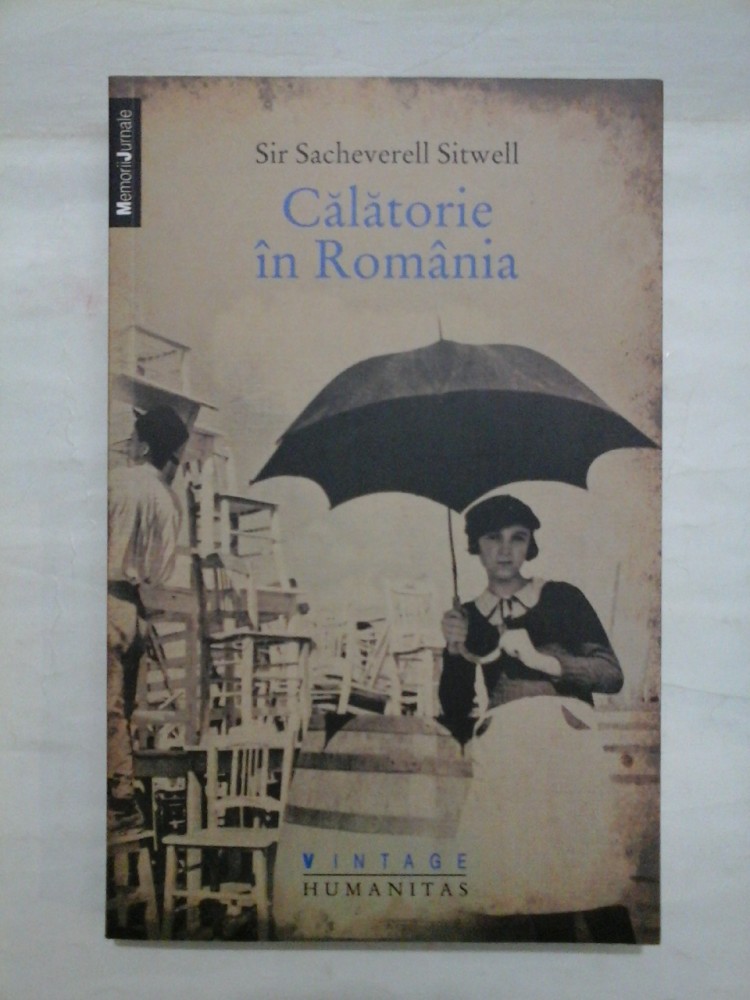 MemoriiJurnale
Sir Sacheverell Sitwell
Călătorie
în România
VINTAGE
HUMANITAS